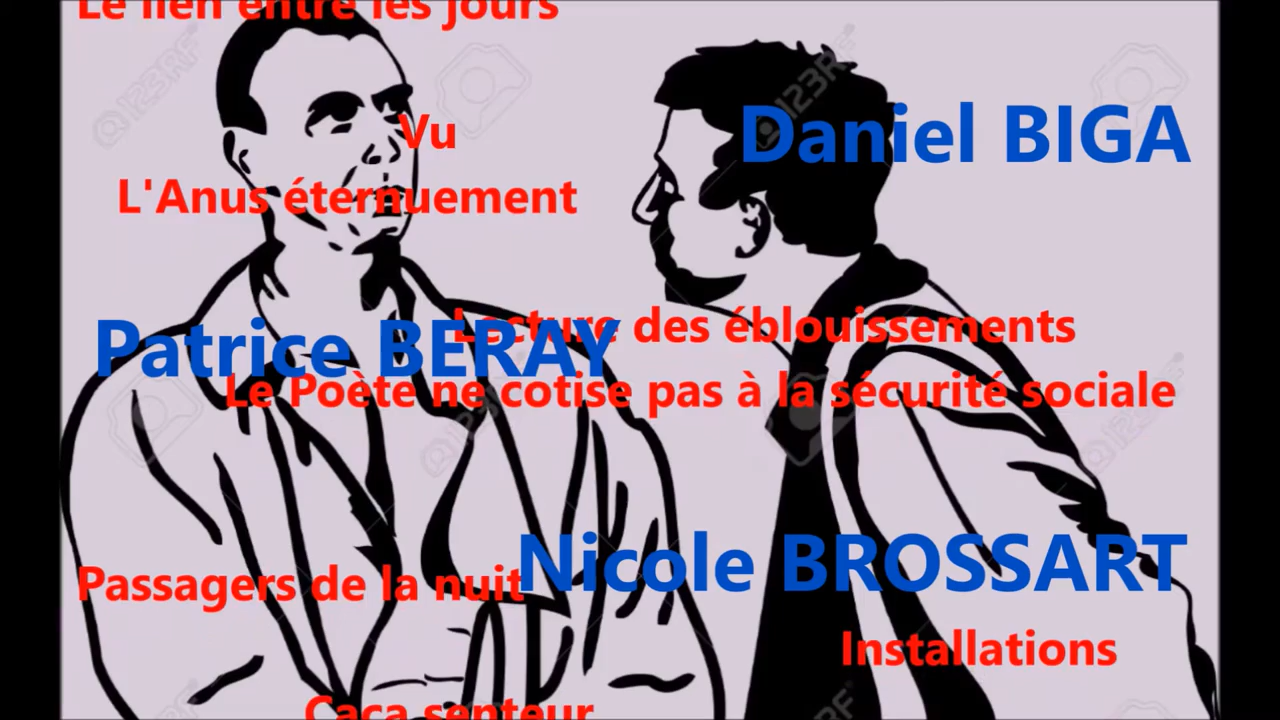 Le lien entre les jours
Vu
Daniel BIGA
L'Anus éternuement
Lecture des éblouissements
Patrice BERAY
Le Poète ne cotise pas à la sécurité sociale
Nicole BROSSART
Passagers de la nuit
Installations
Caca senteur
123RF